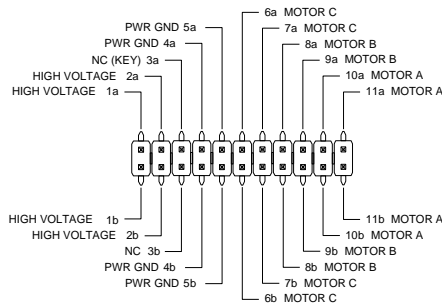 6a MOTOR C
PWR GND 5a
7a MOTOR C
PWR GND 4a
8a MOTOR B
NC (KEY) 3a
9a MOTOR B
HIGH VOLTAGE 2a
10a MOTOR A
HIGH VOLTAGE 1a
11a MOTOR A
HIGH VOLTAGE 1b
11b MOTOR A
HIGH VOLTAGE 2b
10b MOTOR A
NC 3b
9b MOTOR B
PWR GND 4b
8b MOTOR B
PWR GND 5b
7b MOTOR C
6b MOTOR C